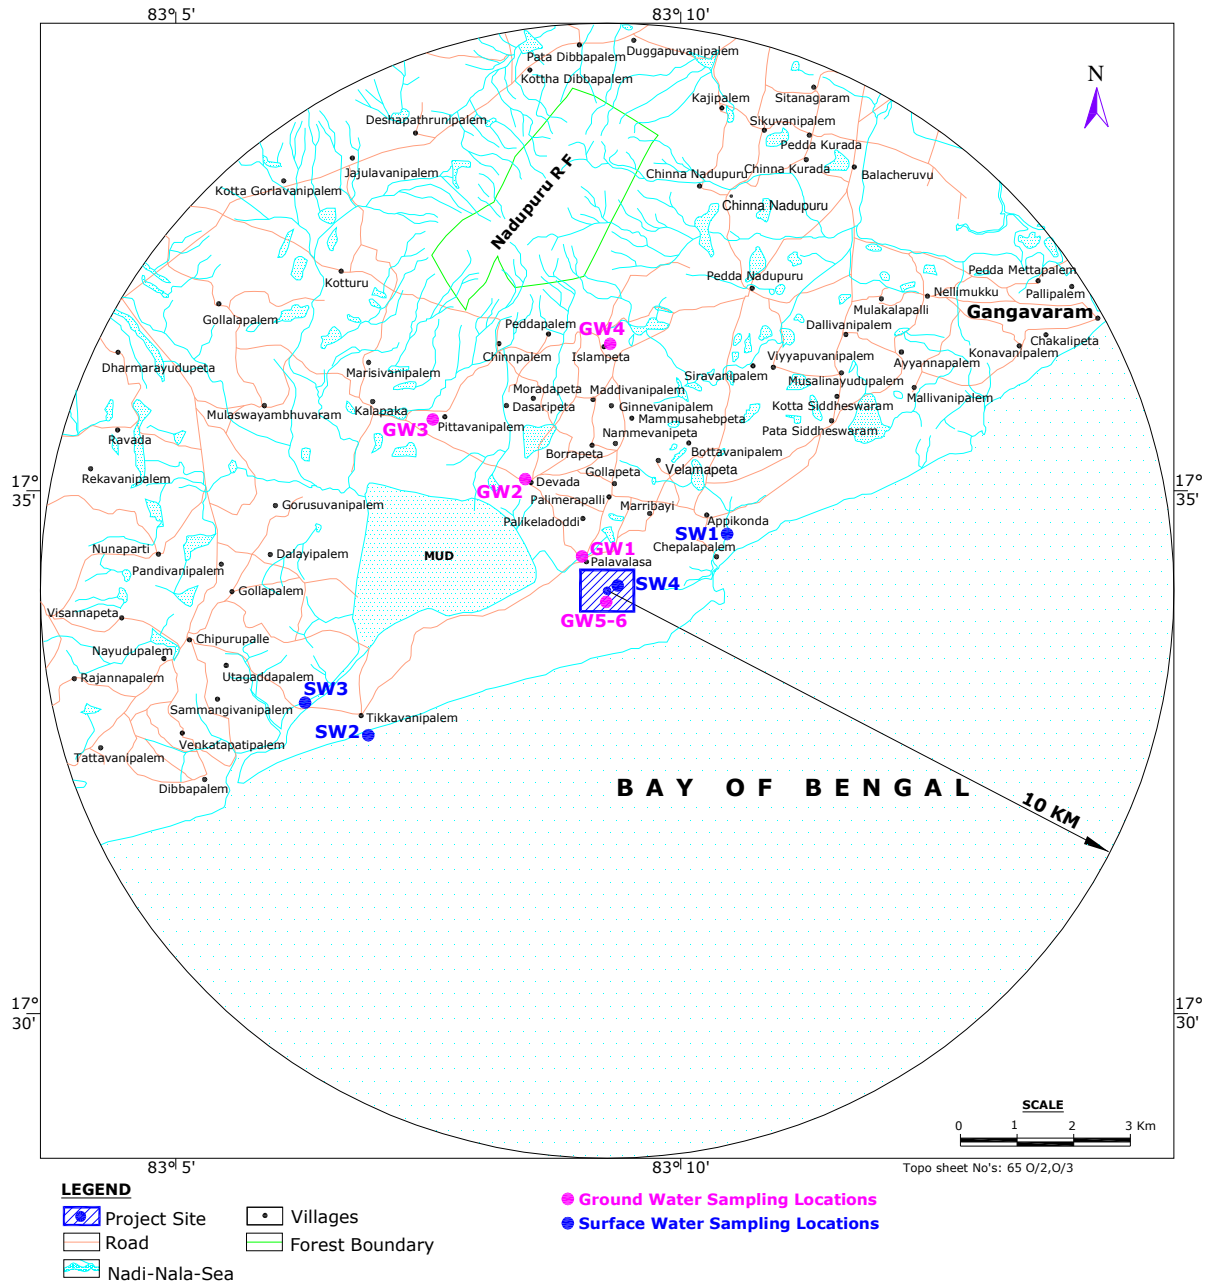 83° 5'
83° 10'
N
Pata Dibbapalem
Duggapuvanipalem
Kottha Dibbapalem
Kajipalem
Sitanagaram
Deshapathrunipalem
Sikuvanipalem
Pedda Kurada
Jajulavanipalem
Chinna Nadupuru
Chinna Kurada
Balacheruvu
Kotta Gorlavanipalem
Chinna Nadupuru
Nadupuru R F
Kotturu
Pedda Nadupuru
Pedda Mettapalem
Pallipalem
Nellimukku
Mulakalapalli
Gangavaram
Gollalapalem
Peddapalem
GW4
Dallivanipalem
Chakalipeta
Chinnpalem
Islampeta
Viyyapuvanipalem
Konavanipalem
Dharmarayudupeta
Marisivanipalem
Siravanipalem
Ayyannapalem
Musalinayudupalem
Moradapeta
Maddivanipalem
Mallivanipalem
Mulaswayambhuvaram
Kalapaka
Dasaripeta
Ginnevanipalem
Kotta Siddheswaram
Mammusahebpeta
GW3
Pittavanipalem
Pata Siddheswaram
Ravada
Nammevanipeta
Borrapeta
Bottavanipalem
Rekavanipalem
Gollapeta
Velamapeta
17°
35'
17°
35'
GW2
Devada
Palimerapalli
Gorusuvanipalem
Marribayi
Palikeladoddi
Appikonda
SW1
Nunaparti
Dalayipalem
MUD
GW1
Chepalapalem
Pandivanipalem
Palavalasa
SW4
Gollapalem
Visannapeta
GW5-6
Chipurupalle
Nayudupalem
Rajannapalem
Utagaddapalem
SW3
Sammangivanipalem
Tikkavanipalem
SW2
Venkatapatipalem
Tattavanipalem
Dibbapalem
BAY OF BENGAL
10 KM
17°
30'
17°
30'
SCALE
0 1 2 3 Km
83° 5'
83° 10'
Topo sheet No's: 65 O/2,O/3
LEGEND
Project Site
Villages
Road
Forest Boundary
Nadi-Nala-Sea
Ground Water Sampling Locations
Surface Water Sampling Locations